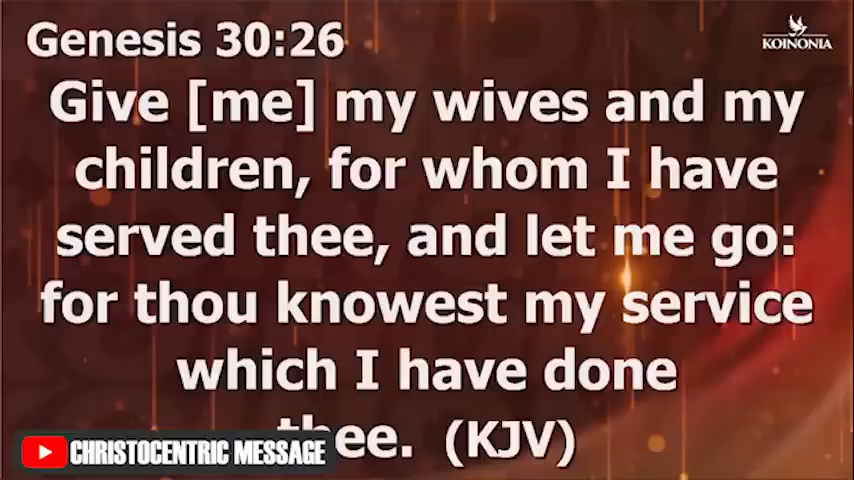 Genesis 30:26
KOINONIA
Give [me] my wives and my
children, for whom I have
served thee, and let me go:
for thou knowest my service
which I have done
thee. (KJV)
CHRISTOCENTRIC MESSAGE